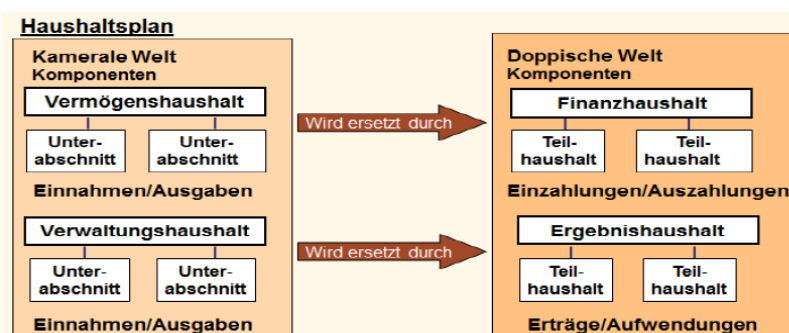 Haushaltsplan
Kamerale Welt
Komponenten
Vermögenshaushalt
Unter-
abschnitt
Unter-
abschnitt
Einnahmen/Ausgaben
Verwaltungshaushalt
Unter-
abschnitt
Unter-
abschnitt
Einnahmen/Ausgaben
Wird ersetzt durch
Wird ersetzt durch
Doppische Welt
Komponenten
Finanzhaushalt
Teil-
haushalt
Teil-
haushalt
Einzahlungen/Auszahlungen
Ergebnishaushalt
Teil-
haushalt
Teil-
haushalt
Erträge/Aufwendungen